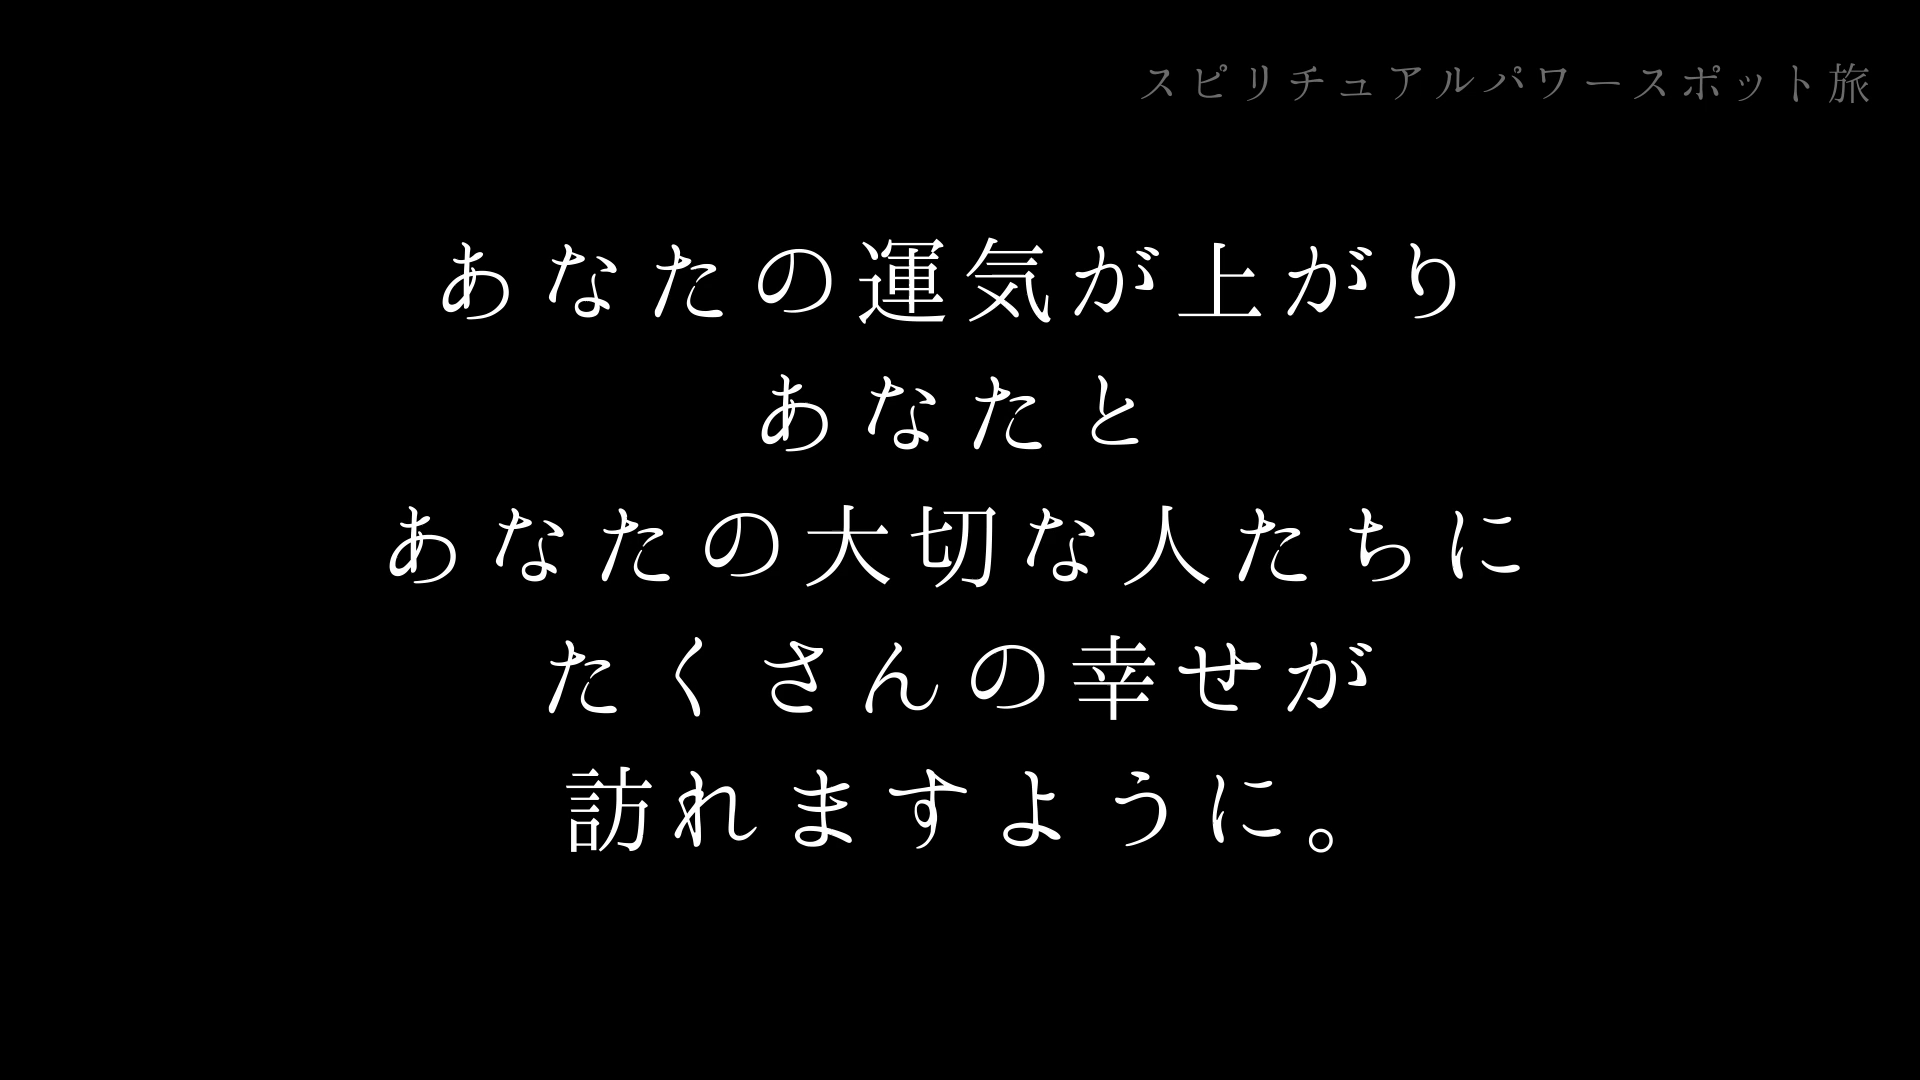 スピリチュアルパワースポット旅
あなたの運気が上がり
あなたと
あなたの大切な人たちに
たくさんの幸せが
訪れますように。